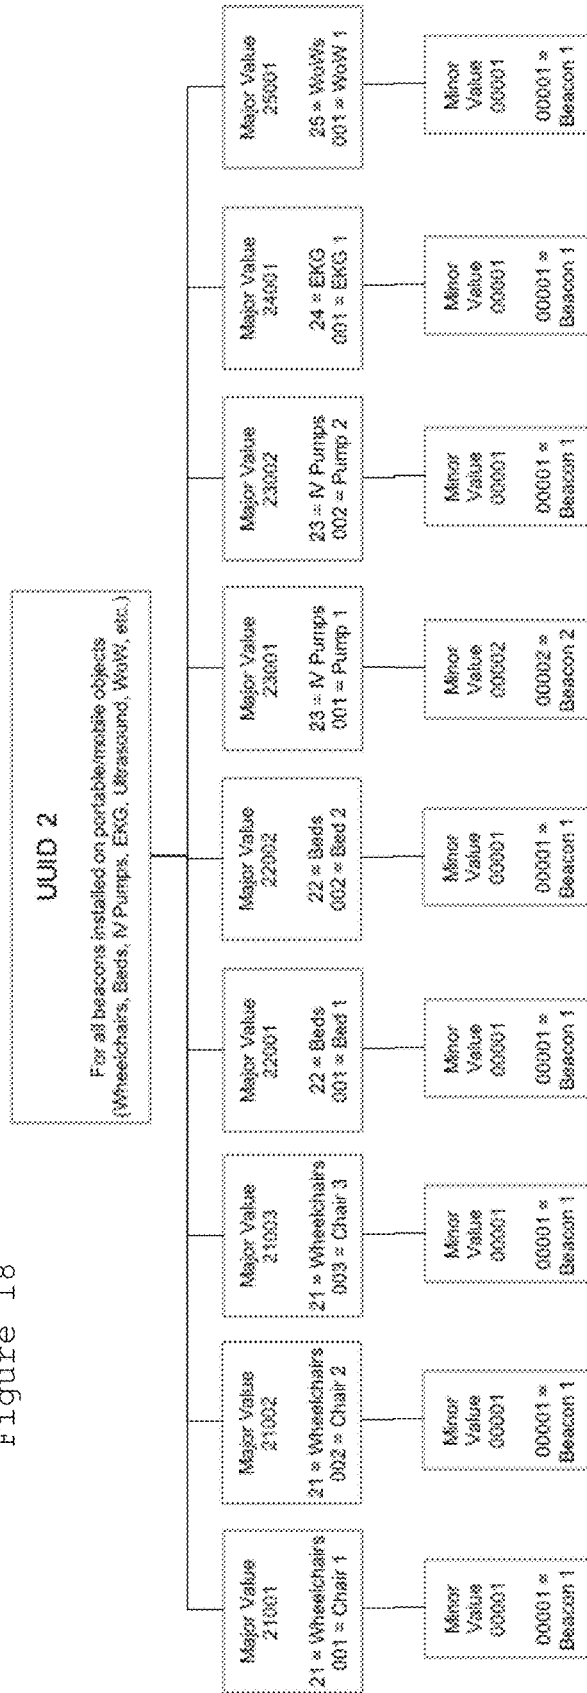 Figure 18
UUID 2
For all beacons installed on portable/mobile objects
(Wheelchairs, Beds, IV Pumps, EKG, Ultrasound, WoW, etc.)
Major Value
21001
21 = Wheelchairs
001 = Chair 1
Major Value
21002
21 = Wheelchairs
002 = Chair 2
Major Value
21003
21 = Wheelchairs
003 = Chair 3
Major Value
22001
22 = Beds
001 = Bed 1
Major Value
22002
22 = Beds
002 = Bed 2
Major Value
23001
23 = IV Pumps
001 = Pump 1
Major Value
23002
23 = IV Pumps
002 = Pump 2
Major Value
24001
24 = EKG
001 = EKG 1
Major Value
25001
25 = WoWs
001 = WoW 1
Minor
Value
00001
00001 =
Beacon 1
Minor
Value
00001
00001 =
Beacon 1
Minor
Value
00001
00001 =
Beacon 1
Minor
Value
00001
00001 =
Beacon 1
Minor
Value
00001
00001 =
Beacon 1
Minor
Value
00002
00002 =
Beacon 2
Minor
Value
00001
00001 =
Beacon 1
Minor
Value
00001
00001 =
Beacon 1
Minor
Value
00001
00001 =
Beacon 1